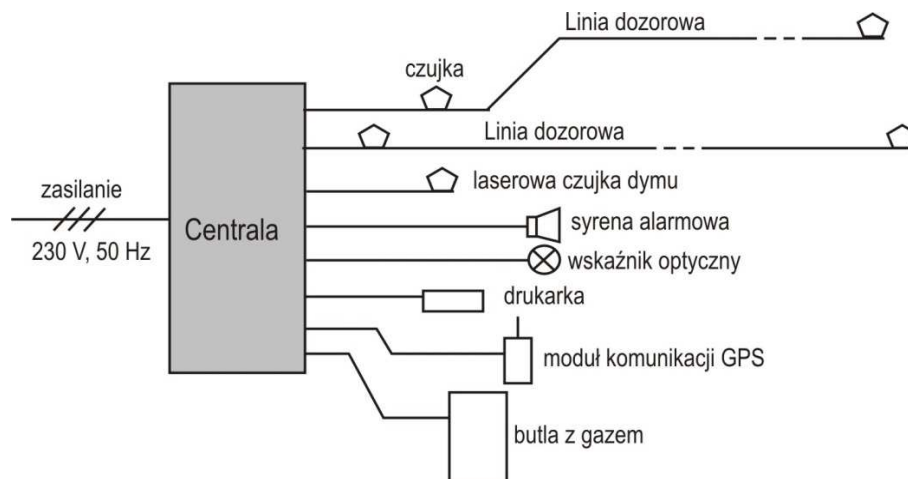 Linia dozorowa
czujka
Linia dozorowa
laserowa czujka dymu
zasilanie
230 V, 50 Hz
Centrala
syrena alarmowa
wskaźnik optyczny
drukarka
moduł komunikacji GPS
butla z gazem